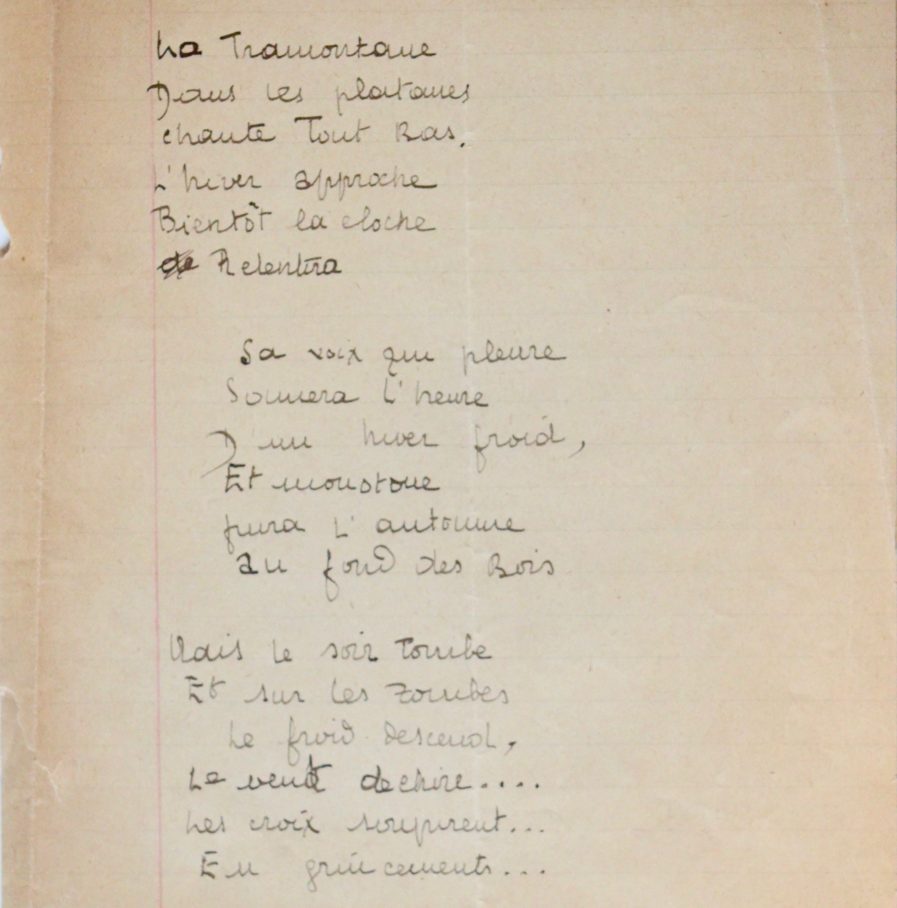 La Tramontane
Dans les platanes
chante Tout Bas.
L'hiver approche
Bientôt la cloche
Retentira
Sa voix qui pleure
Sonnera L'heure
D'un hiver froid,
Et monotone
fuira L'automne
au fond des Bois
Mais le soir Tombe
Et sur les Tombes
Le froid descend,
Le vent dechire....
Les croix soupirent...
En grincements...